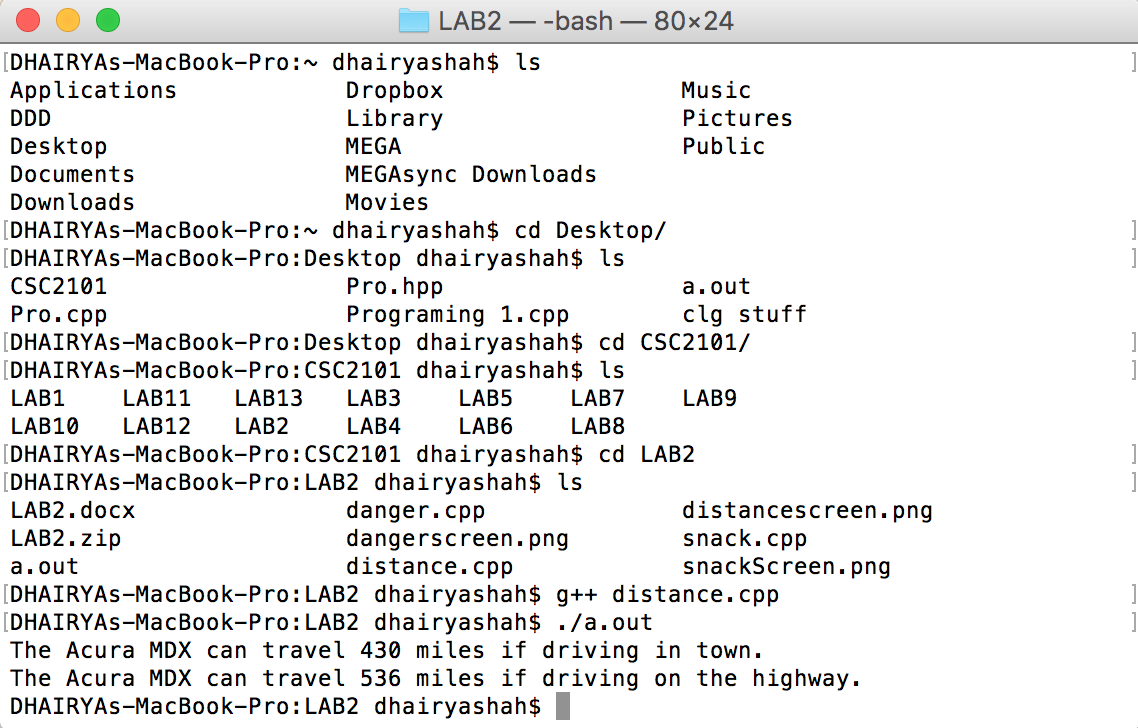 LAB2 — -bash — 80×24
[DHAIRYAs-MacBook-Pro:~ dhairyashah$ ls ]
Applications Dropbox Music
DDD Library Pictures
Desktop MEGA Public
Documents MEGAsync Downloads
Downloads Movies
[DHAIRYAs-MacBook-Pro:~ dhairyashah$ cd Desktop/ ]
[DHAIRYAs-MacBook-Pro:Desktop dhairyashah$ ls ]
CSC2101 Pro.hpp a.out
Pro.cpp Programing 1.cpp clg stuff
[DHAIRYAs-MacBook-Pro:Desktop dhairyashah$ cd CSC2101/ ]
[DHAIRYAs-MacBook-Pro:CSC2101 dhairyashah$ ls ]
LAB1 LAB11 LAB13 LAB3 LAB5 LAB7 LAB9
LAB10 LAB12 LAB2 LAB4 LAB6 LAB8
[DHAIRYAs-MacBook-Pro:CSC2101 dhairyashah$ cd LAB2 ]
[DHAIRYAs-MacBook-Pro:LAB2 dhairyashah$ ls ]
LAB2.docx danger.cpp distancescreen.png
LAB2.zip dangerscreen.png snack.cpp
a.out distance.cpp snackScreen.png
[DHAIRYAs-MacBook-Pro:LAB2 dhairyashah$ g++ distance.cpp ]
[DHAIRYAs-MacBook-Pro:LAB2 dhairyashah$ ./a.out ]
The Acura MDX can travel 430 miles if driving in town.
The Acura MDX can travel 536 miles if driving on the highway.
DHAIRYAs-MacBook-Pro:LAB2 dhairyashah$